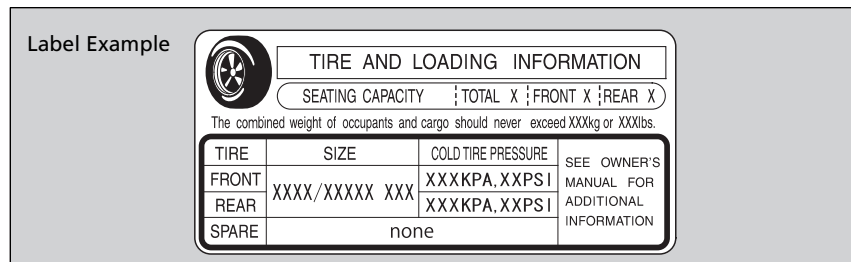 Label Example
TIRE AND LOADING INFORMATION
SEATING CAPACITY TOTAL X FRONT X REAR X
The combined weight of occupants and cargo should never exceed XXXkg or XXXlbs.
TIRE SIZE COLD TIRE PRESSURE
SEE OWNER'S
MANUAL FOR
ADDITIONAL
INFORMATION
FRONT XXXX/XXXXX XXX XXXKPA,XXPSI
REAR XXXKPA,XXPSI
SPARE none